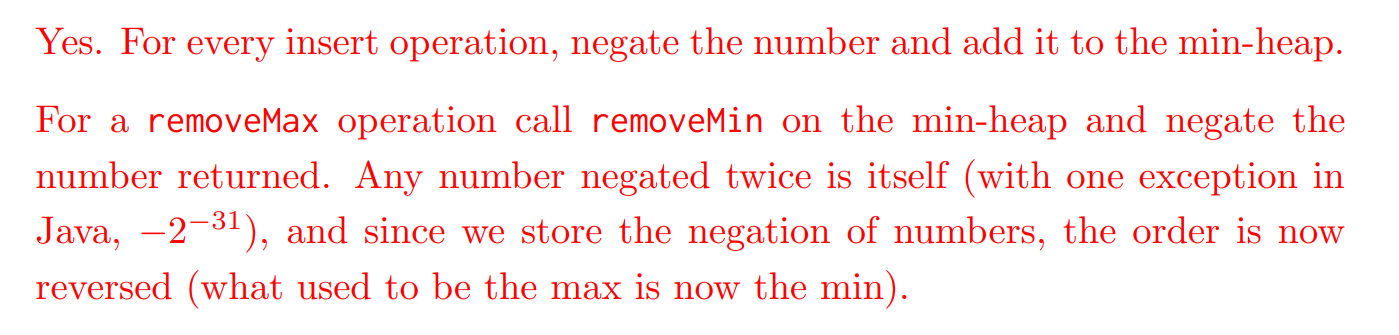 Yes. For every insert operation, negate the number and add it to the min-heap.
For a removeMax operation call removeMin on the min-heap and negate the
number returned. Any number negated twice is itself (with one exception in
Java, −2⁻³¹), and since we store the negation of numbers, the order is now
reversed (what used to be the max is now the min).